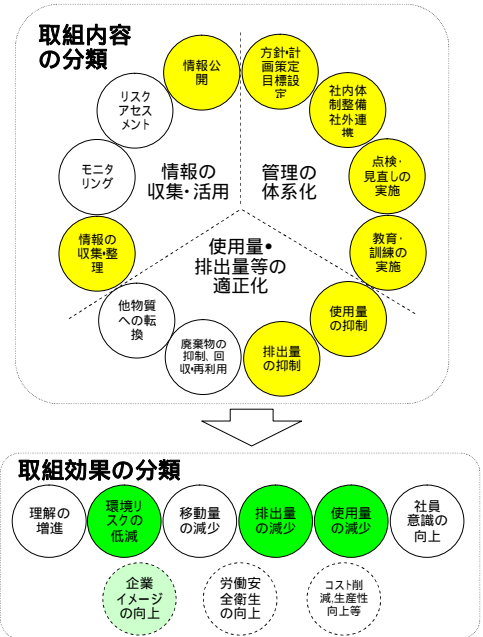 取組内容
の分類
情報公
開
方針・計
画策定
目標設
定
リスク
アセス
メント
社内体
制整備
社外連
携
モニタ
リング
情報の
収集・活用
管理の
体系化
点検・
見直しの
実施
情報の
収集・整
理
使用量・
排出量等の
適正化
教育・
訓練の
実施
他物質
への転
換
使用量
の抑制
廃棄物の
抑制、回
収・再利用
排出量
の抑制
取組効果の分類
理解の
増進
環境リ
スクの
低減
移動量
の減少
排出量
の減少
使用量
の減少
社員
意識の
向上
企業
イメージ
の向上
労働安
全衛生
の向上
コスト削
減,生産性
向上等